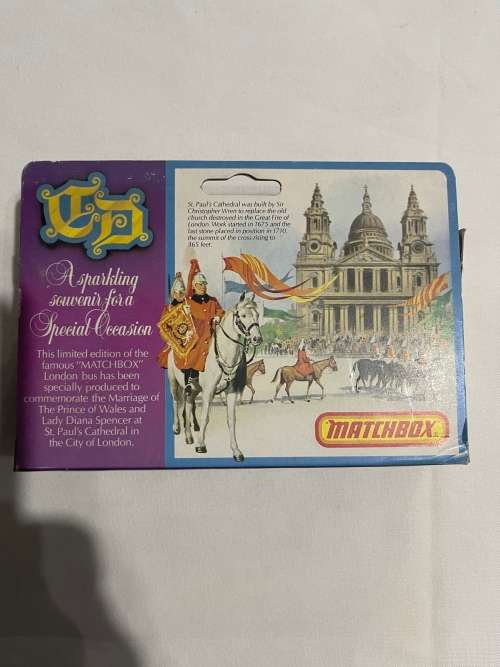 CD
A sparkling
souvenir for a
Special Occasion
This limited edition of the
famous "MATCHBOX"
London bus has been
specially produced to
commemorate the Marriage of
The Prince of Wales and
Lady Diana Spencer at
St. Paul's Cathedral in
the City of London.
St. Paul's Cathedral was built by Sir
Christopher Wren to replace the old
church destroyed in the Great Fire of
London. Work started in 1675 and the
last stone placed in position in 1710,
the summit of the cross rising to
365 feet.
MATCHBOX